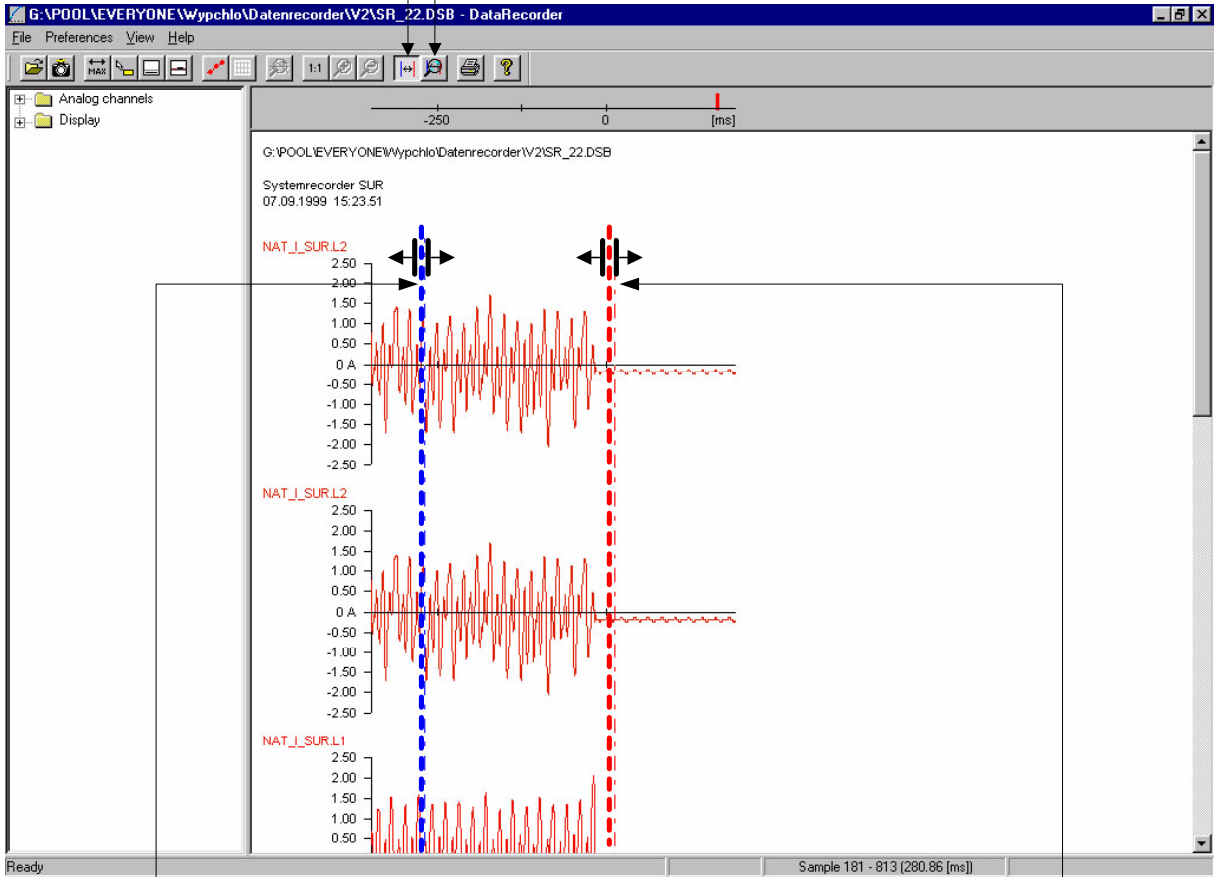 G:\POOL\EVERYONE\Wypchlo\Datenrecorder\V2\SR_22.DSB - DataRecorder
File Preferences View Help
MAX 1:1 ?
Analog channels
Display
-250 0 [ms]
G:\POOL\EVERYONE\Wypchlo\Datenrecorder\V2\SR_22.DSB
Systemrecorder SUR
07.09.1999 15:23.51
NAT_I_SUR.L2
2.50
2.00
1.50
1.00
0.50
0 A
-0.50
-1.00
-1.50
-2.00
-2.50
NAT_I_SUR.L2
2.50
2.00
1.50
1.00
0.50
0 A
-0.50
-1.00
-1.50
-2.00
-2.50
NAT_I_SUR.L1
2.50
2.00
1.50
1.00
0.50
Ready Sample 181 - 813 (280.86 [ms])